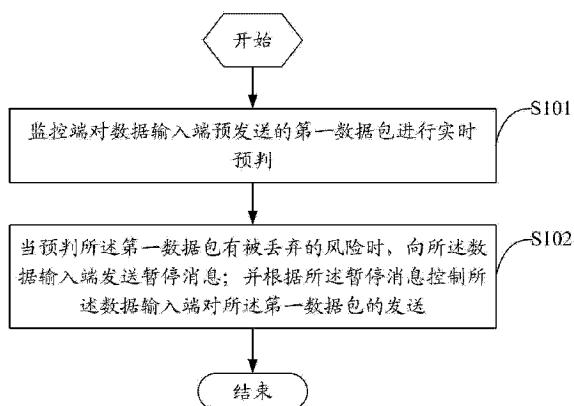 开始
监控端对数据输入端预发送的第一数据包进行实时
预判
S101
当预判所述第一数据包有被丢弃的风险时，向所述数
据输入端发送暂停消息；并根据所述暂停消息控制所
述数据输入端对所述第一数据包的发送
S102
结束